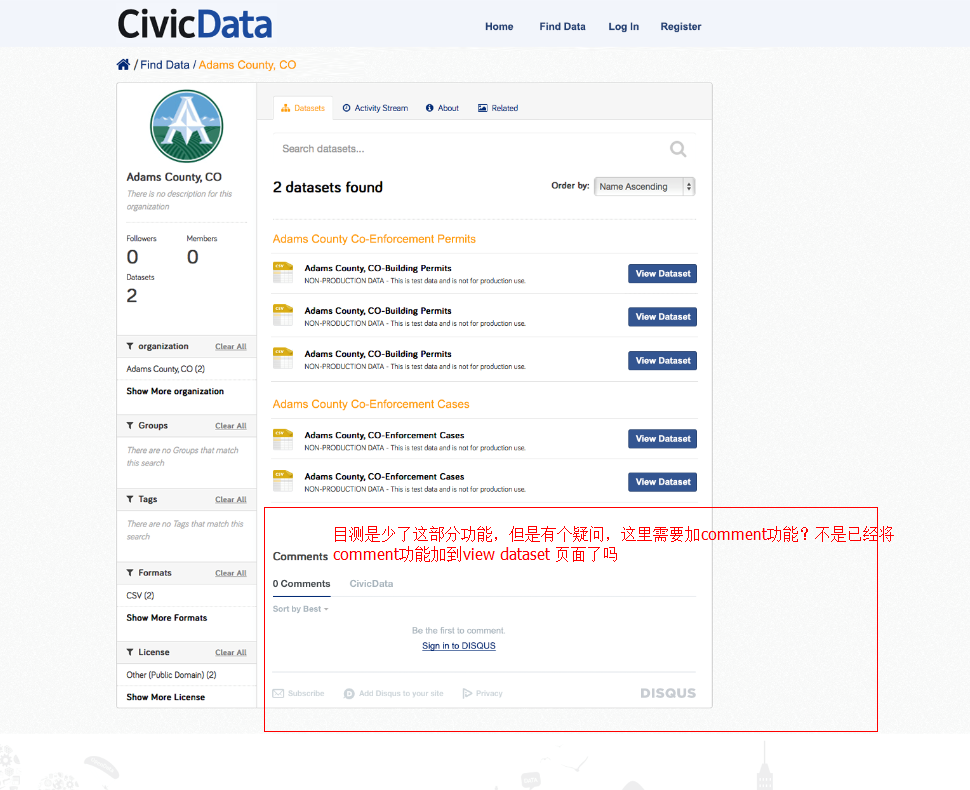 CivicData
Home Find Data Log In Register
/ Find Data / Adams County, CO
Adams County, CO
There is no description for this
organization
Followers Members
0 0
Datasets
2
organization Clear All
Adams County, CO (2)
Show More organization
Groups Clear All
There are no Groups that match
this search
Tags Clear All
There are no Tags that match this
search
Formats Clear All
CSV (2)
Show More Formats
License Clear All
Other (Public Domain) (2)
Show More License
Datasets Activity Stream About Related
Search datasets...
2 datasets found Order by: Name Ascending
Adams County Co-Enforcement Permits
CSV Adams County, CO-Building Permits View Dataset
NON-PRODUCTION DATA - This is test data and is not for production use.
CSV Adams County, CO-Building Permits View Dataset
NON-PRODUCTION DATA - This is test data and is not for production use.
CSV Adams County, CO-Building Permits View Dataset
NON-PRODUCTION DATA - This is test data and is not for production use.
Adams County Co-Enforcement Cases
CSV Adams County, CO-Enforcement Cases View Dataset
NON-PRODUCTION DATA - This is test data and is not for production use.
CSV Adams County, CO-Enforcement Cases View Dataset
NON-PRODUCTION DATA - This is test data and is not for production use.
目测是少了这部分功能，但是有个疑问，这里需要加comment功能？不是已经将
comment功能加到view dataset 页面了吗
Comments
0 Comments CivicData
Sort by Best
Be the first to comment.
Sign in to DISQUS
Subscribe Add Disqus to your site Privacy DISQUS